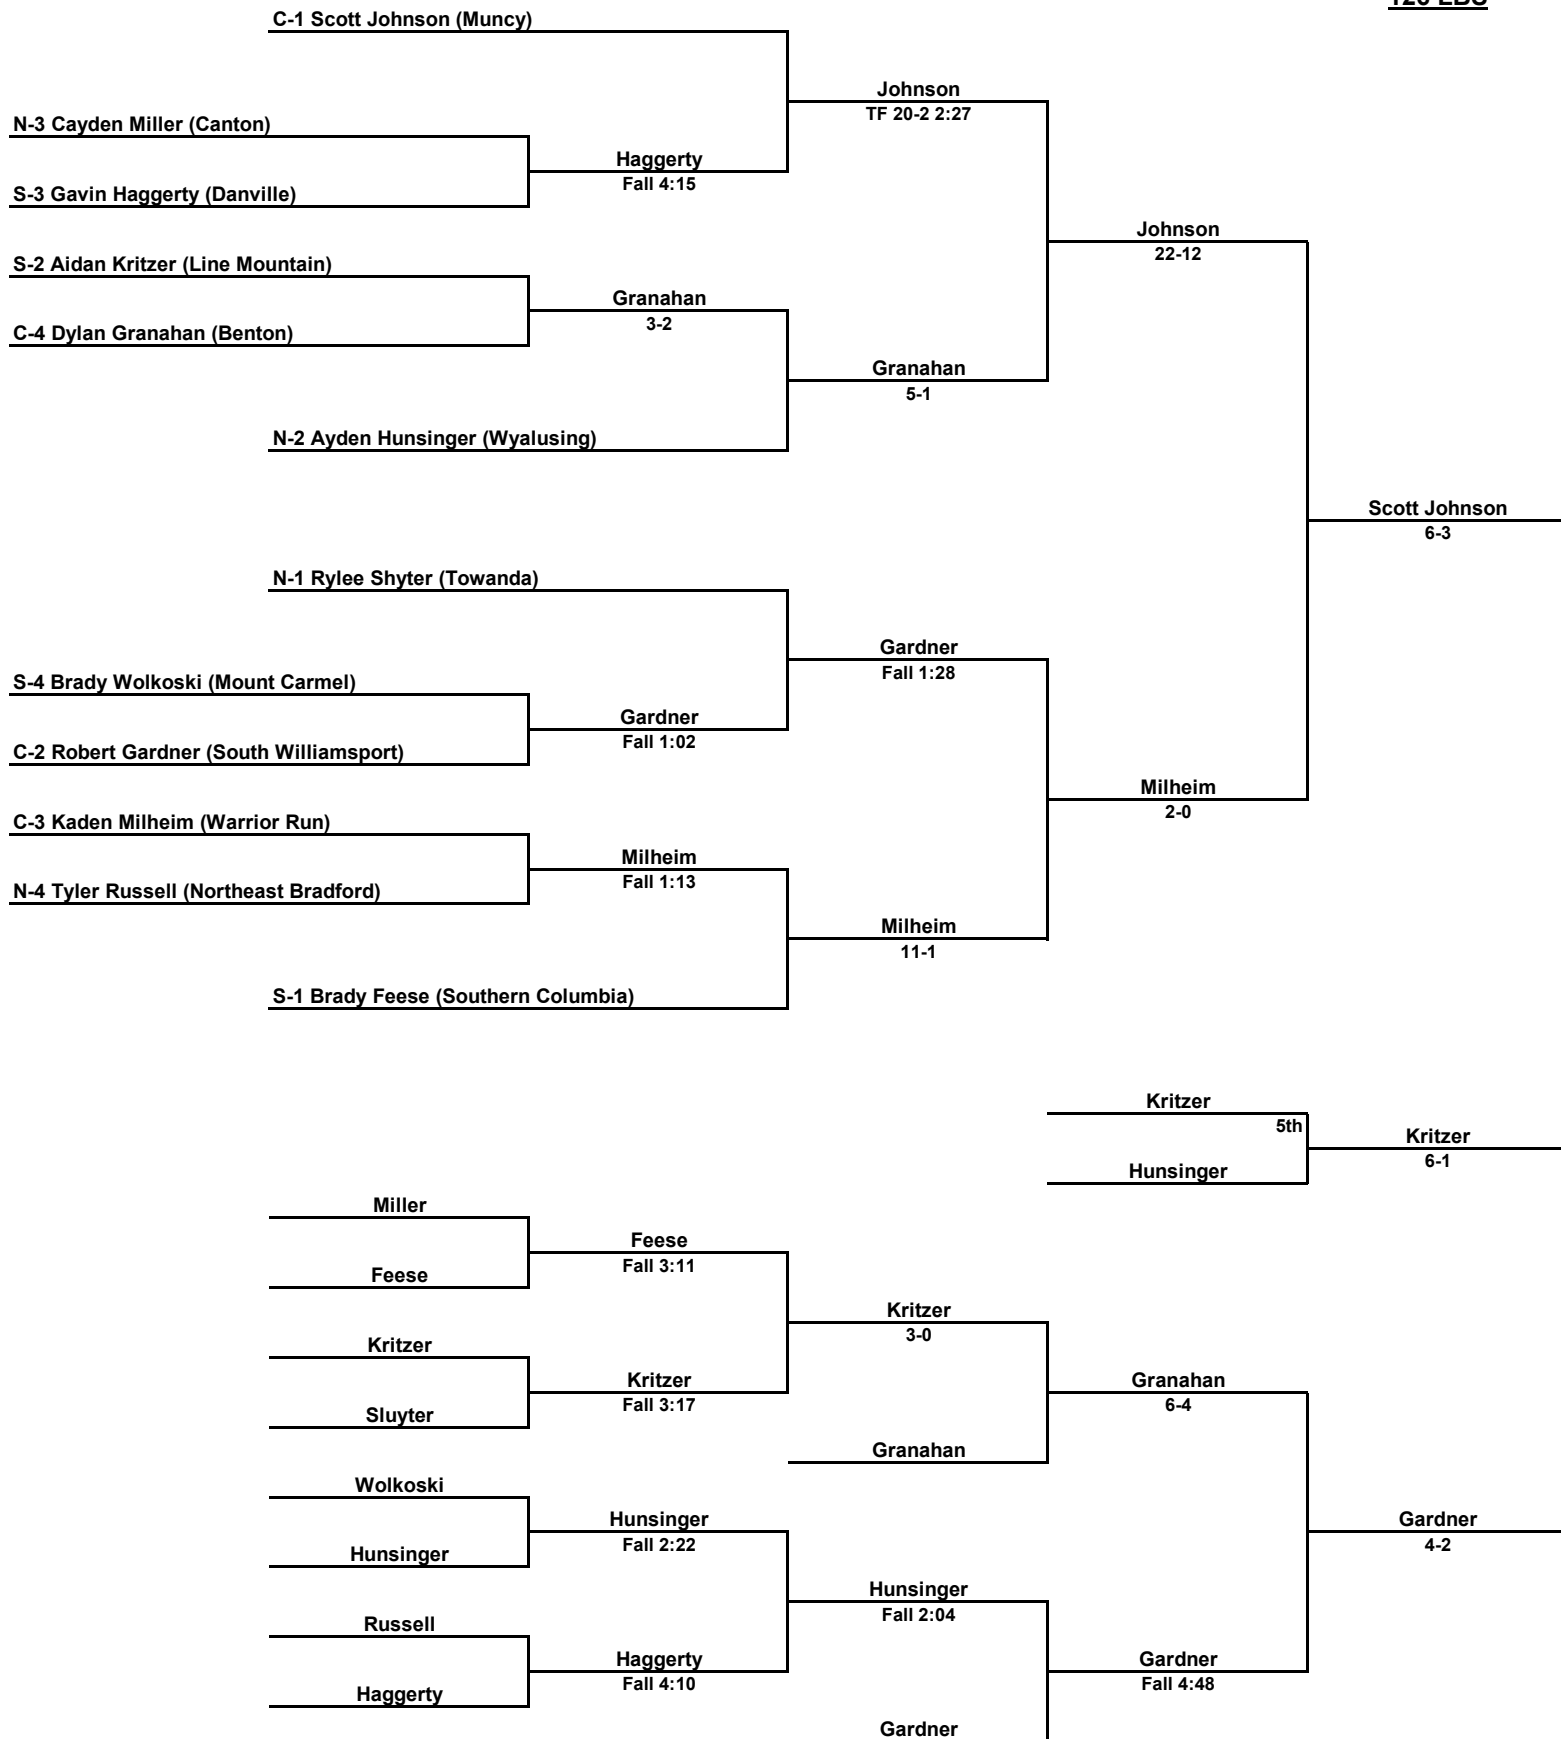 C-1 Scott Johnson (Muncy)
Johnson
TF 20-2 2:27
N-3 Cayden Miller (Canton)
Haggerty
Fall 4:15
S-3 Gavin Haggerty (Danville)
Johnson
22-12
S-2 Aidan Kritzer (Line Mountain)
Granahan
3-2
C-4 Dylan Granahan (Benton)
Granahan
5-1
N-2 Ayden Hunsinger (Wyalusing)
Scott Johnson
6-3
N-1 Rylee Shyter (Towanda)
Gardner
Fall 1:28
S-4 Brady Wolkoski (Mount Carmel)
Gardner
Fall 1:02
C-2 Robert Gardner (South Williamsport)
Milheim
2-0
C-3 Kaden Milheim (Warrior Run)
Milheim
Fall 1:13
N-4 Tyler Russell (Northeast Bradford)
Milheim
11-1
S-1 Brady Feese (Southern Columbia)
Kritzer
5th
Kritzer
6-1
Hunsinger
Miller
Feese
Fall 3:11
Feese
Kritzer
3-0
Kritzer
Kritzer
Fall 3:17
Granahan
6-4
Sluyter
Granahan
Wolkoski
Hunsinger
Fall 2:22
Gardner
4-2
Hunsinger
Hunsinger
Fall 2:04
Russell
Haggerty
Fall 4:10
Gardner
Fall 4:48
Haggerty
Gardner